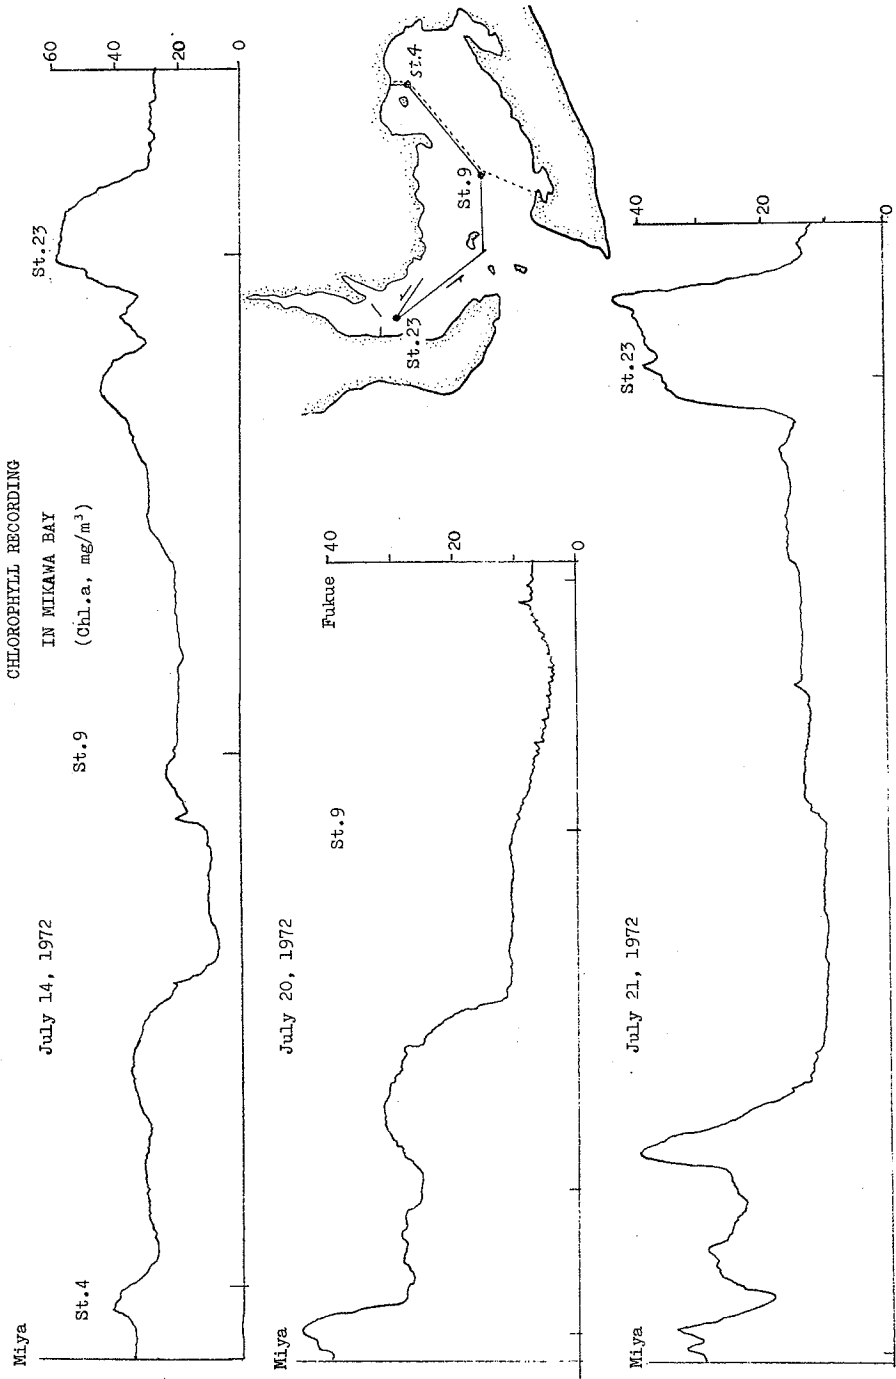 CHLOROPHYLL RECORDING
IN MIKAWA BAY
(Chl.a, mg/m³)
Miya
July 14, 1972
St.4
St.9
St.23
60
40
20
0
Miya
July 20, 1972
St.9
Fukue
40
20
0
St.23
St.9
st.4
July 21, 1972
St.23
40
20
0